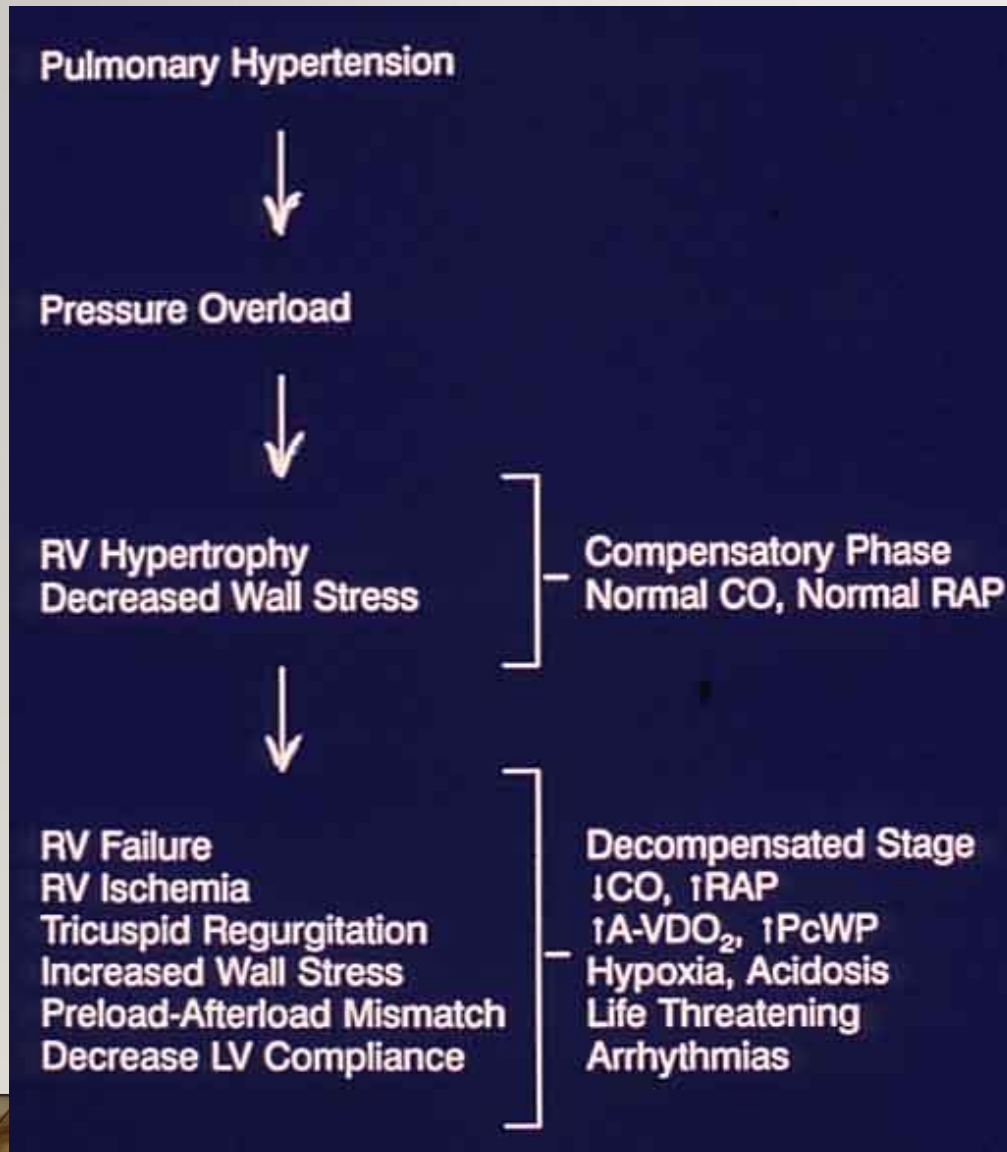 Pulmonary Hypertension
Pressure Overload
RV Hypertrophy
Decreased Wall Stress
Compensatory Phase
Normal CO, Normal RAP
RV Failure
RV Ischemia
Tricuspid Regurgitation
Increased Wall Stress
Preload-Afterload Mismatch
Decrease LV Compliance
Decompensated Stage
↓CO, ↑RAP
↑A-VDO₂, ↑PcWP
Hypoxia, Acidosis
Life Threatening
Arrhythmias